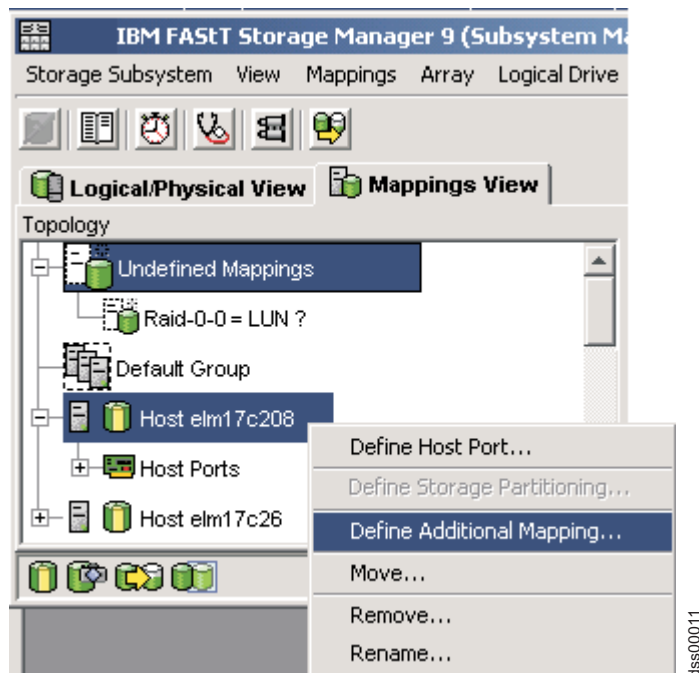 IBM FAStT Storage Manager 9 (Subsystem Ma
Storage Subsystem View Mappings Array Logical Drive
Logical/Physical View Mappings View
Topology
Undefined Mappings
Raid-0-0 = LUN ?
Default Group
Host elm17c208
Define Host Port...
Host Ports
Define Storage Partitioning...
Host elm17c26
Define Additional Mapping...
Move...
Remove...
Rename...
dss00011